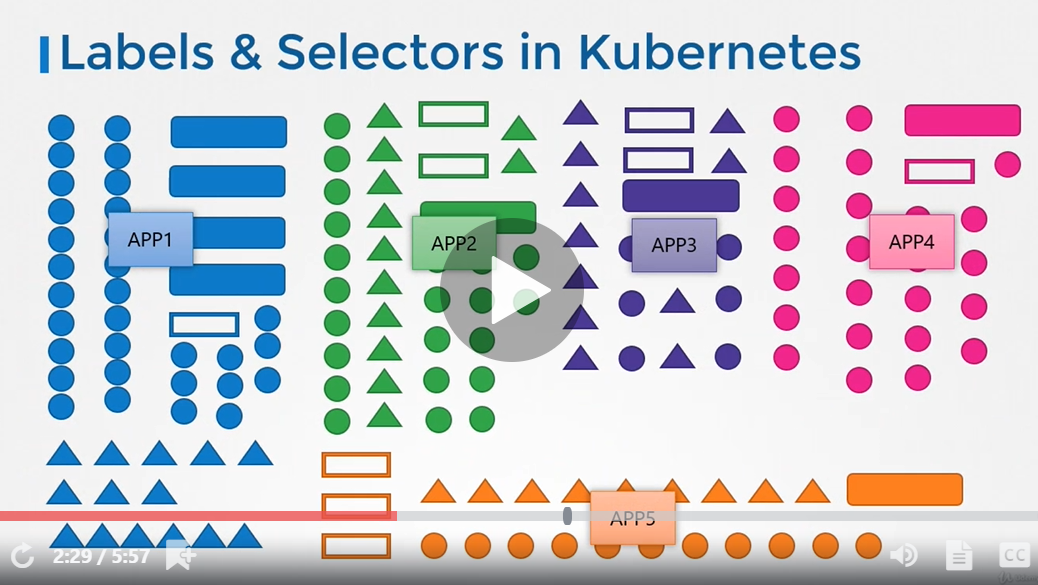 Labels & Selectors in Kubernetes
APP1
APP2
APP3
APP4
APP5
2:29 / 5:57
CC